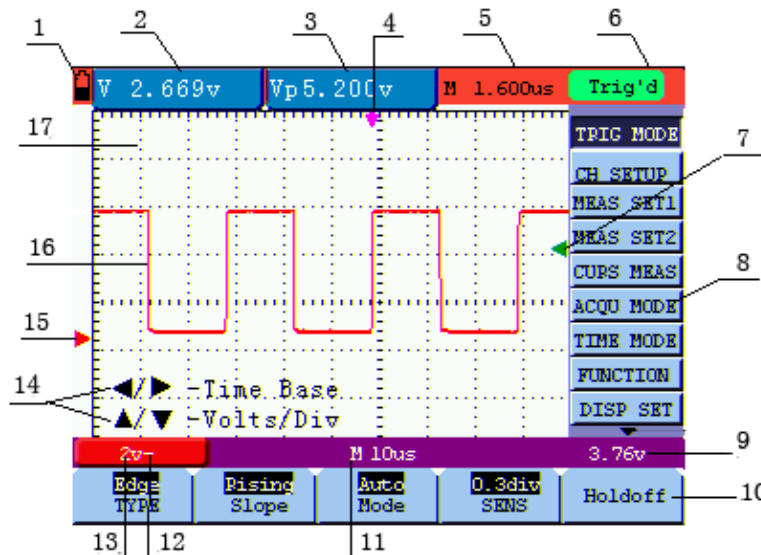 1 2 3 4 5 6
V 2.669v Vp5.200v M 1.600us Trig'd
17
TRIG MODE
7
CH SETUP
MEAS SET1
MEAS SET2
16
CURS MEAS
8
ACQU MODE
15
TIME MODE
FUNCTION
14
◀/▶ -Time Base
DISP SET
▲/▼ -Volts/Div
9
2v- M 10us 3.76v
Edge Rising Auto 0.3div
TYPE Slope Mode SENS Holdoff
10
13 12 11